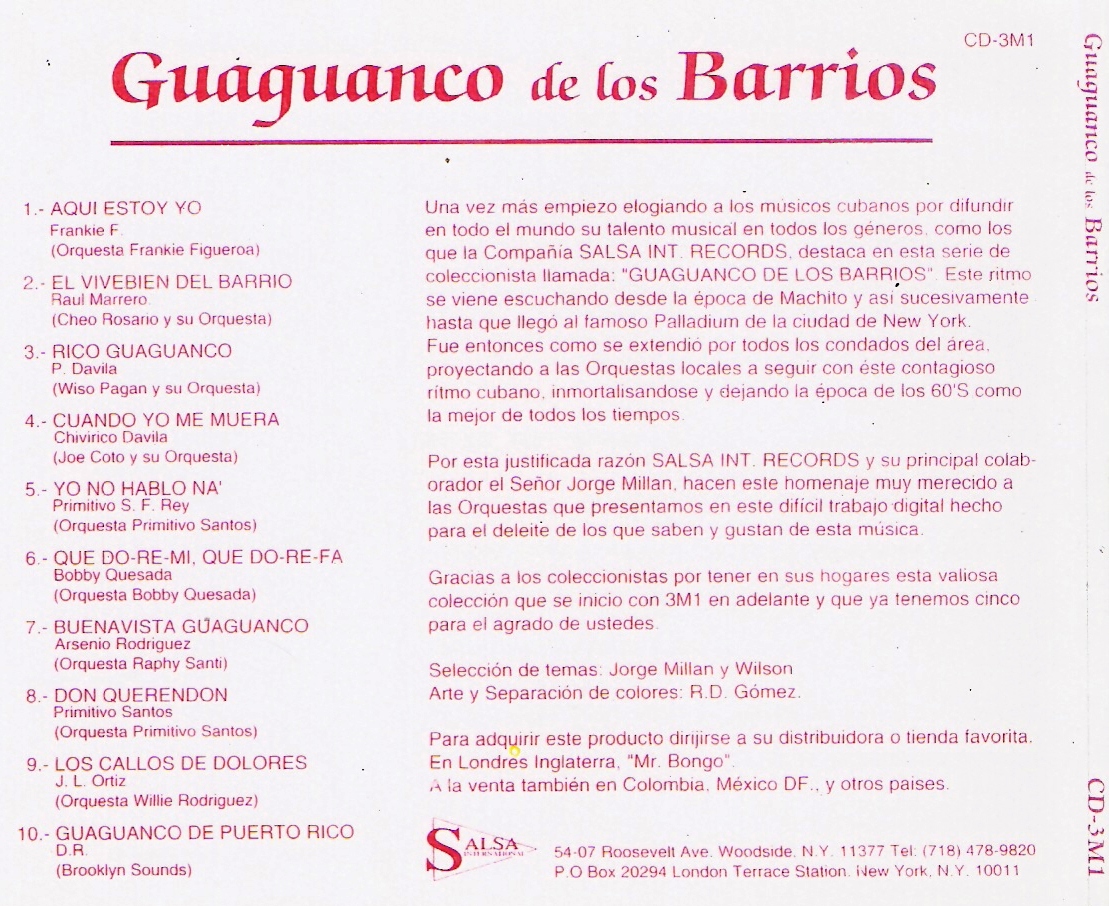 CD-3M1
Guaguanco de los Barrios
1.- AQUI ESTOY YO
Frankie F.
(Orquesta Frankie Figueroa)
2.- EL VIVEBIEN DEL BARRIO
Raul Marrero.
(Cheo Rosario y su Orquesta)
3.- RICO GUAGUANCO
P. Davila
(Wiso Pagan y su Orquesta)
4.- CUANDO YO ME MUERA
Chivirico Davila
(Joe Coto y su Orquesta)
5.- YO NO HABLO NA'
Primitivo S. F. Rey
(Orquesta Primitivo Santos)
6.- QUE DO-RE-MI, QUE DO-RE-FA
Bobby Quesada
(Orquesta Bobby Quesada)
7.- BUENAVISTA GUAGUANCO
Arsenio Rodriguez
(Orquesta Raphy Santi)
8.- DON QUERENDON
Primitivo Santos
(Orquesta Primitivo Santos)
9.- LOS CALLOS DE DOLORES
J. L. Ortiz
(Orquesta Willie Rodriguez)
10.- GUAGUANCO DE PUERTO RICO
D.R.
(Brooklyn Sounds)
Una vez más empiezo elogiando a los músicos cubanos por difundir
en todo el mundo su talento musical en todos los géneros, como los
que la Compañía SALSA INT. RECORDS, destaca en esta serie de
coleccionista llamada: "GUAGUANCO DE LOS BARRIOS". Este ritmo
se viene escuchando desde la época de Machito y así sucesivamente
hasta que llegó al famoso Palladium de la ciudad de New York.
Fue entonces como se extendió por todos los condados del área,
proyectando a las Orquestas locales a seguir con éste contagioso
ritmo cubano, inmortalisandose y dejando la época de los 60'S como
la mejor de todos los tiempos.
Por esta justificada razón SALSA INT. RECORDS y su principal colab-
orador el Señor Jorge Millan, hacen este homenaje muy merecido a
las Orquestas que presentamos en este difícil trabajo digital hecho
para el deleite de los que saben y gustan de esta música.
Gracias a los coleccionistas por tener en sus hogares esta valiosa
colección que se inicio con 3M1 en adelante y que ya tenemos cinco
para el agrado de ustedes.
Selección de temas: Jorge Millan y Wilson
Arte y Separación de colores: R.D. Gómez.
Para adquirir este producto dirijirse a su distribuidora o tienda favorita.
En Londres Inglaterra, "Mr. Bongo".
A la venta también en Colombia, México DF., y otros paises.
SALSA
INTERNATIONAL
54-07 Roosevelt Ave. Woodside, N.Y. 11377 Tel: (718) 478-9820
P.O Box 20294 London Terrace Station. New York, N.Y. 10011
Guaguanco de los Barrios
CD-3M1